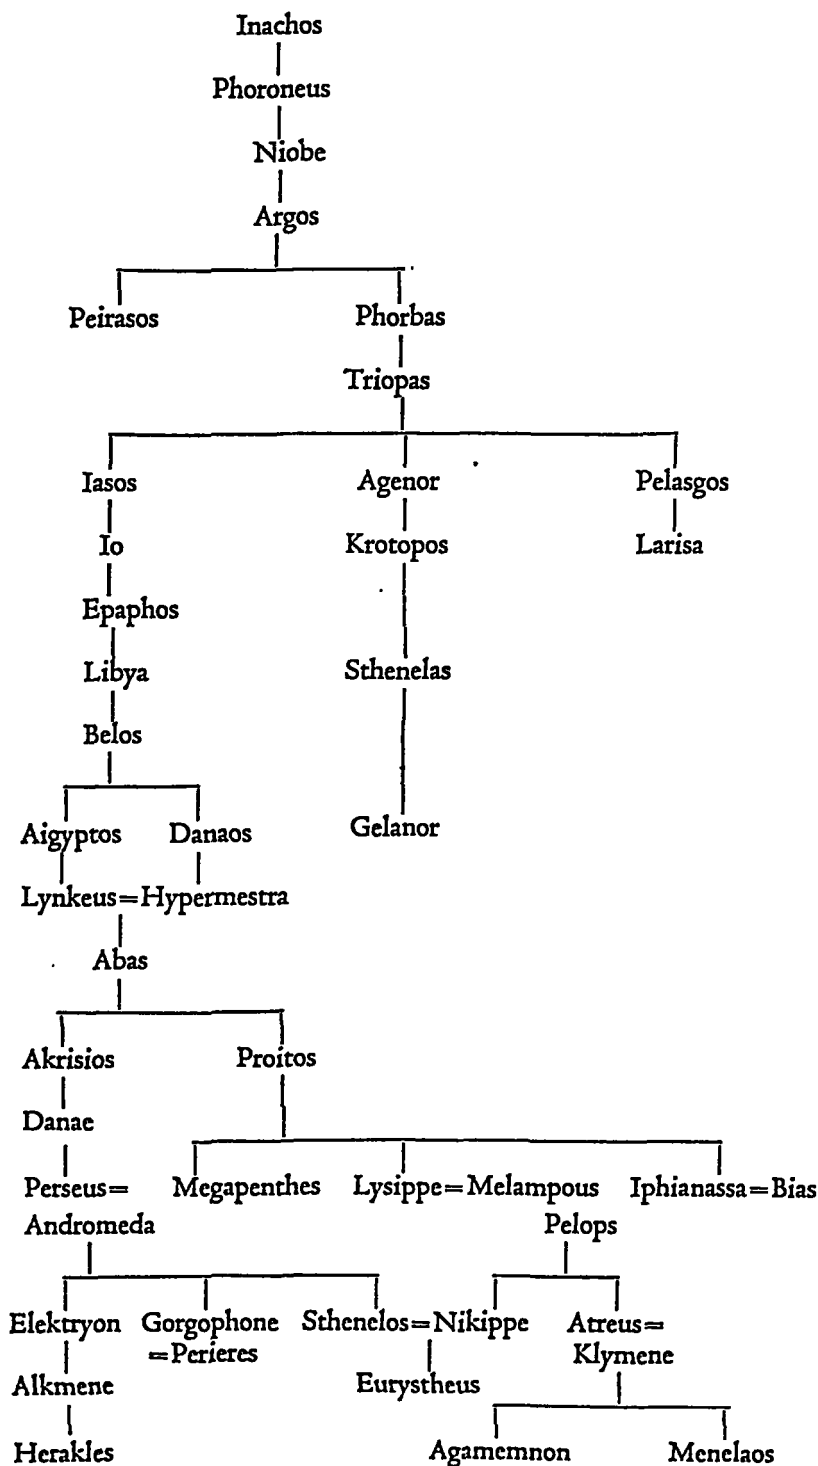 Inachos
Phoroneus
Niobe
Argos
Peirasos Phorbas
Triopas
Iasos Agenor Pelasgos
Io Krotopos Larisa
Epaphos
Libya Sthenelas
Belos
Aigyptos Danaos Gelanor
Lynkeus=Hypermestra
Abas
Akrisios Proitos
Danae
Perseus= Megapenthes Lysippe=Melampous Iphianassa=Bias
Andromeda Pelops
Elektryon Gorgophone Sthenelos=Nikippe Atreus=
=Perieres Klymene
Alkmene Eurystheus
Herakles Agamemnon Menelaos